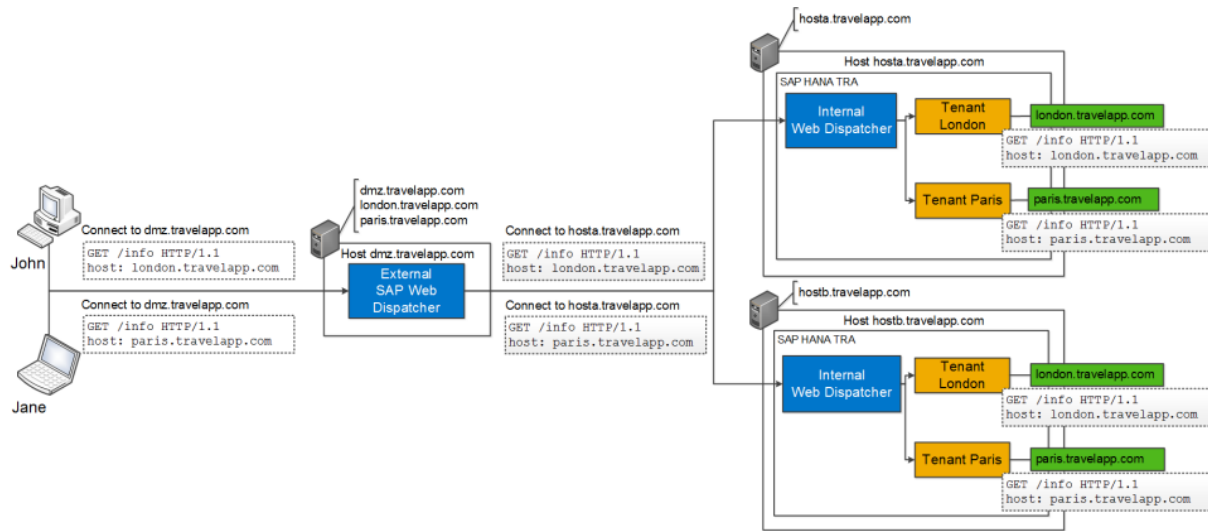 John
Jane
Connect to dmz.travelapp.com
GET /info HTTP/1.1
host: london.travelapp.com
Connect to dmz.travelapp.com
GET /info HTTP/1.1
host: paris.travelapp.com
dmz.travelapp.com
london.travelapp.com
paris.travelapp.com
Host dmz.travelapp.com
External
SAP Web
Dispatcher
Connect to hosta.travelapp.com
GET /info HTTP/1.1
host: london.travelapp.com
Connect to hosta.travelapp.com
GET /info HTTP/1.1
host: paris.travelapp.com
hosta.travelapp.com
Host hosta.travelapp.com
SAP HANA TRA
Internal
Web Dispatcher
Tenant
London
london.travelapp.com
GET /info HTTP/1.1
host: london.travelapp.com
Tenant Paris
paris.travelapp.com
GET /info HTTP/1.1
host: paris.travelapp.com
hostb.travelapp.com
Host hostb.travelapp.com
SAP HANA TRA
Internal
Web Dispatcher
Tenant
London
london.travelapp.com
GET /info HTTP/1.1
host: london.travelapp.com
Tenant Paris
paris.travelapp.com
GET /info HTTP/1.1
host: paris.travelapp.com